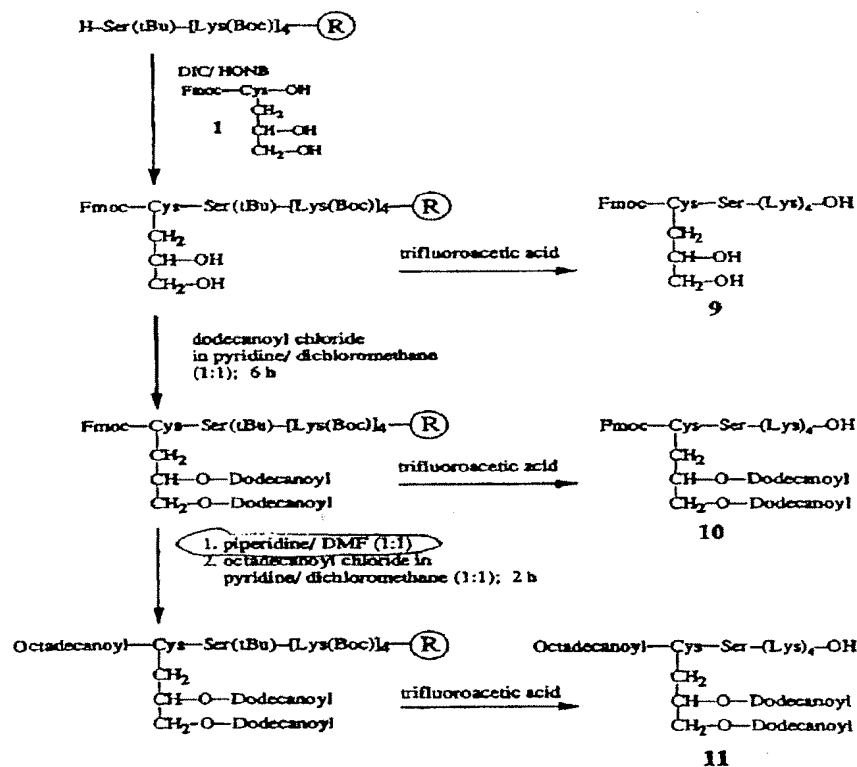 H–Ser(tBu)–[Lys(Boc)]₄–R
DIC/ HONB
Fmoc–Cys–OH
CH₂
1 CH–OH
CH₂–OH
Fmoc–Cys–Ser(tBu)–[Lys(Boc)]₄–R
CH₂
CH–OH
CH₂–OH
trifluoroacetic acid
Fmoc–Cys–Ser–(Lys)₄–OH
CH₂
CH–OH
CH₂–OH
9
dodecanoyl chloride
in pyridine/ dichloromethane
(1:1); 6 h
Fmoc–Cys–Ser(tBu)–[Lys(Boc)]₄–R
CH₂
CH–O–Dodecanoyl
CH₂–O–Dodecanoyl
trifluoroacetic acid
Fmoc–Cys–Ser–(Lys)₄–OH
CH₂
CH–O–Dodecanoyl
CH₂–O–Dodecanoyl
10
1. piperidine/ DMF (1:1)
2. octadecanoyl chloride in
pyridine/ dichloromethane (1:1); 2 h
Octadecanoyl–Cys–Ser(tBu)–[Lys(Boc)]₄–R
CH₂
CH–O–Dodecanoyl
CH₂–O–Dodecanoyl
trifluoroacetic acid
Octadecanoyl–Cys–Ser–(Lys)₄–OH
CH₂
CH–O–Dodecanoyl
CH₂–O–Dodecanoyl
11